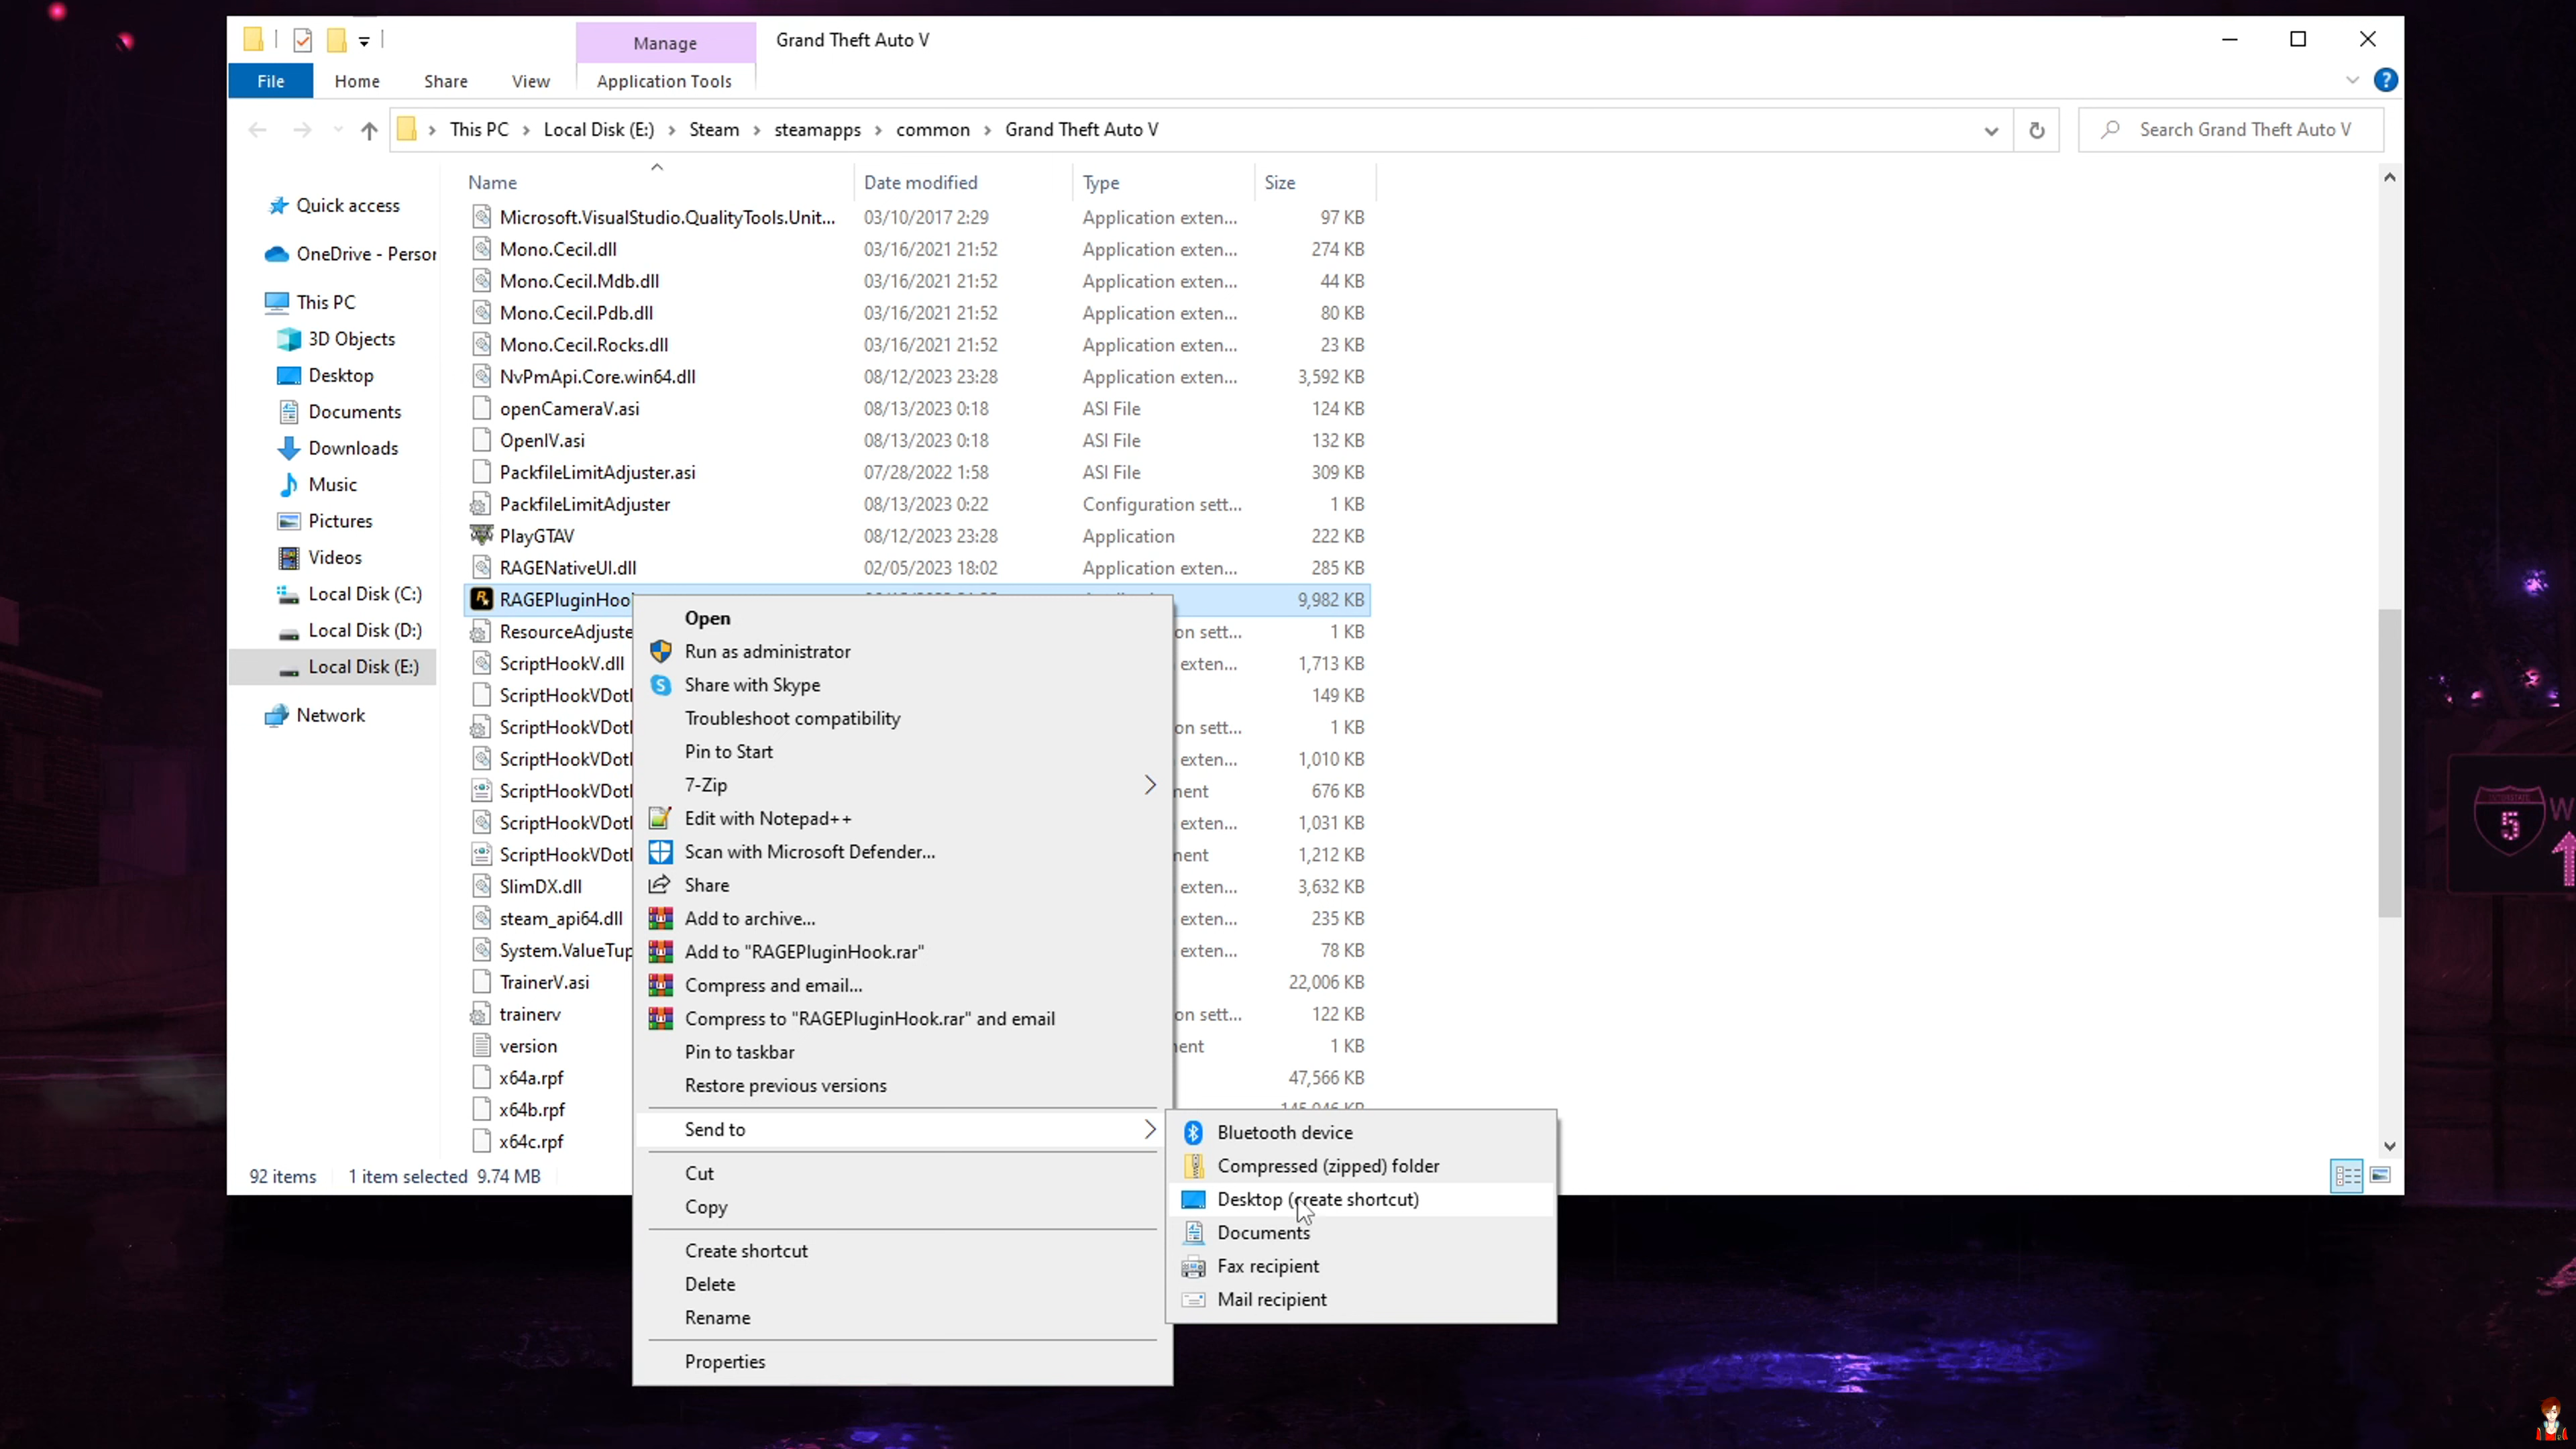 Manage
Grand Theft Auto V
File
Home
Share
View
Application Tools
This PC
Local Disk (E:)
Steam
steamapps
common
Grand Theft Auto V
Search Grand Theft Auto V
Quick access
OneDrive - Person
This PC
3D Objects
Desktop
Documents
Downloads
Music
Pictures
Videos
Local Disk (C:)
Local Disk (D:)
Local Disk (E:)
Network
Name Date modified Type Size
Microsoft.VisualStudio.QualityTools.Unit... 03/10/2017 2:29 Application exten... 97 KB
Mono.Cecil.dll 03/16/2021 21:52 Application exten... 274 KB
Mono.Cecil.Mdb.dll 03/16/2021 21:52 Application exten... 44 KB
Mono.Cecil.Pdb.dll 03/16/2021 21:52 Application exten... 80 KB
Mono.Cecil.Rocks.dll 03/16/2021 21:52 Application exten... 23 KB
NvPmApi.Core.win64.dll 08/12/2023 23:28 Application exten... 3,592 KB
openCameraV.asi 08/13/2023 0:18 ASI File 124 KB
OpenIV.asi 08/13/2023 0:18 ASI File 132 KB
PackfileLimitAdjuster.asi 07/28/2022 1:58 ASI File 309 KB
PackfileLimitAdjuster 08/13/2023 0:22 Configuration sett... 1 KB
PlayGTAV 08/12/2023 23:28 Application 222 KB
RAGENativeUI.dll 02/05/2023 18:02 Application exten... 285 KB
RAGEPluginHoo 9,982 KB
ResourceAdjuste on sett... 1 KB
ScriptHookV.dll exten... 1,713 KB
ScriptHookVDot 149 KB
ScriptHookVDot on sett... 1 KB
ScriptHookVDot exten... 1,010 KB
ScriptHookVDot ment 676 KB
ScriptHookVDot exten... 1,031 KB
ScriptHookVDot ment 1,212 KB
SlimDX.dll exten... 3,632 KB
steam_api64.dll exten... 235 KB
System.ValueTup exten... 78 KB
TrainerV.asi 22,006 KB
trainerv on sett... 122 KB
version ent 1 KB
x64a.rpf 47,566 KB
x64b.rpf
x64c.rpf
Open
Run as administrator
Share with Skype
Troubleshoot compatibility
Pin to Start
7-Zip
Edit with Notepad++
Scan with Microsoft Defender...
Share
Add to archive...
Add to "RAGEPluginHook.rar"
Compress and email...
Compress to "RAGEPluginHook.rar" and email
Pin to taskbar
Restore previous versions
Send to
Cut
Copy
Create shortcut
Delete
Rename
Properties
Bluetooth device
Compressed (zipped) folder
Desktop (create shortcut)
Documents
Fax recipient
Mail recipient
92 items 1 item selected 9.74 MB
INTERSTATE
5
W